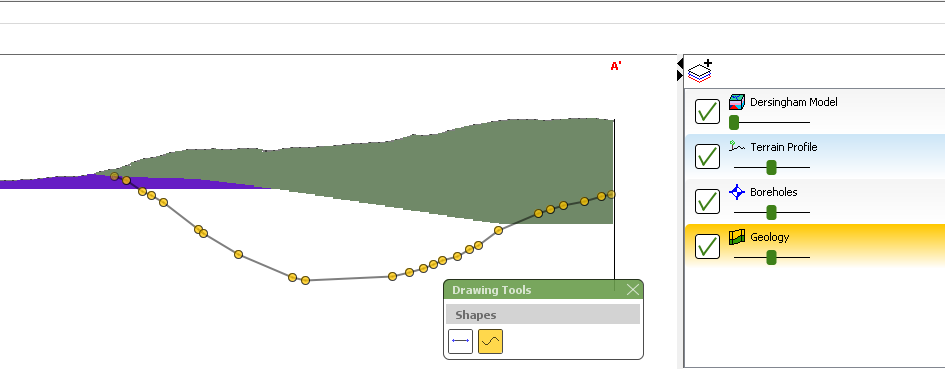 A'
Dersingham Model
Terrain Profile
Boreholes
Geology
Drawing Tools
Shapes